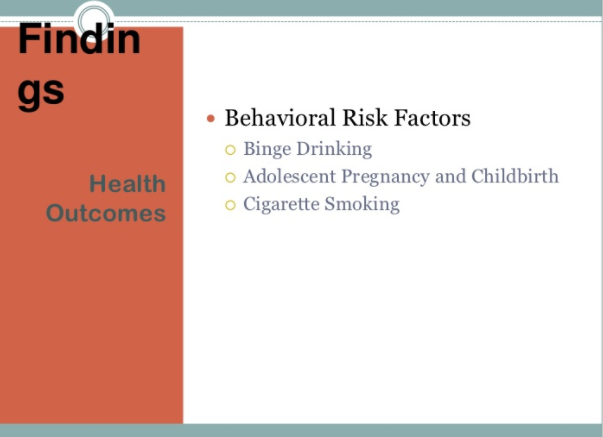 Findin
gs
Health
Outcomes
Behavioral Risk Factors
Binge Drinking
Adolescent Pregnancy and Childbirth
Cigarette Smoking